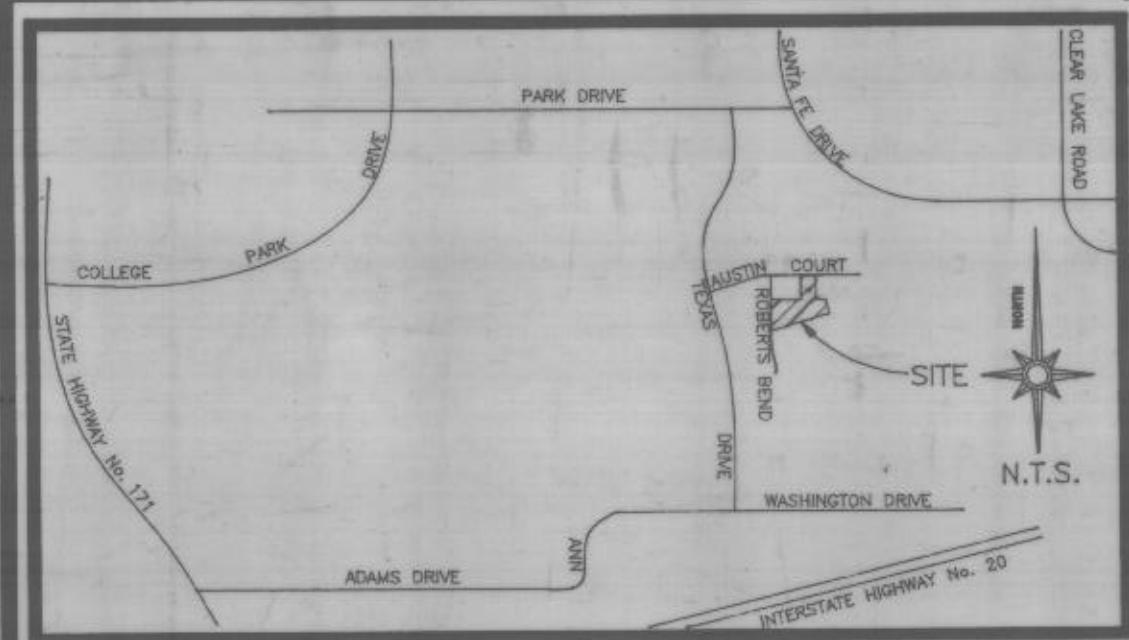 CLEAR LAKE ROAD
SANTA FE DRIVE
PARK DRIVE
DRIVE
PARK
COLLEGE
AUSTIN COURT
TEXAS
ROBERTS BEND
NORTH
STATE HIGHWAY No. 171
SITE
DRIVE
N.T.S.
WASHINGTON DRIVE
ANN
ADAMS DRIVE
INTERSTATE HIGHWAY No. 20